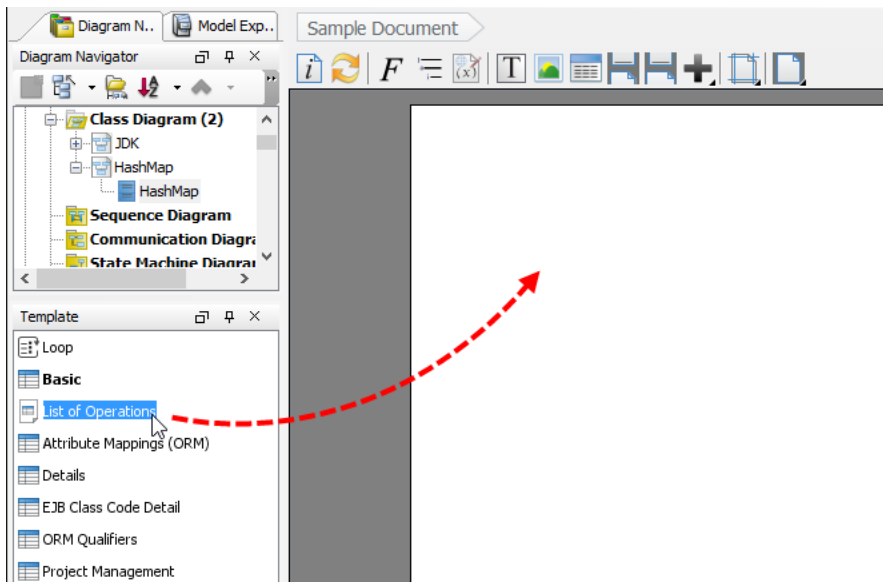 Diagram N.. Model Exp.. Sample Document
Diagram Navigator
i F (x) T
Class Diagram (2)
JDK
HashMap
HashMap
Sequence Diagram
Communication Diagra
State Machine Diagrar
Template
Loop
Basic
List of Operations
Attribute Mappings (ORM)
Details
EJB Class Code Detail
ORM Qualifiers
Project Management